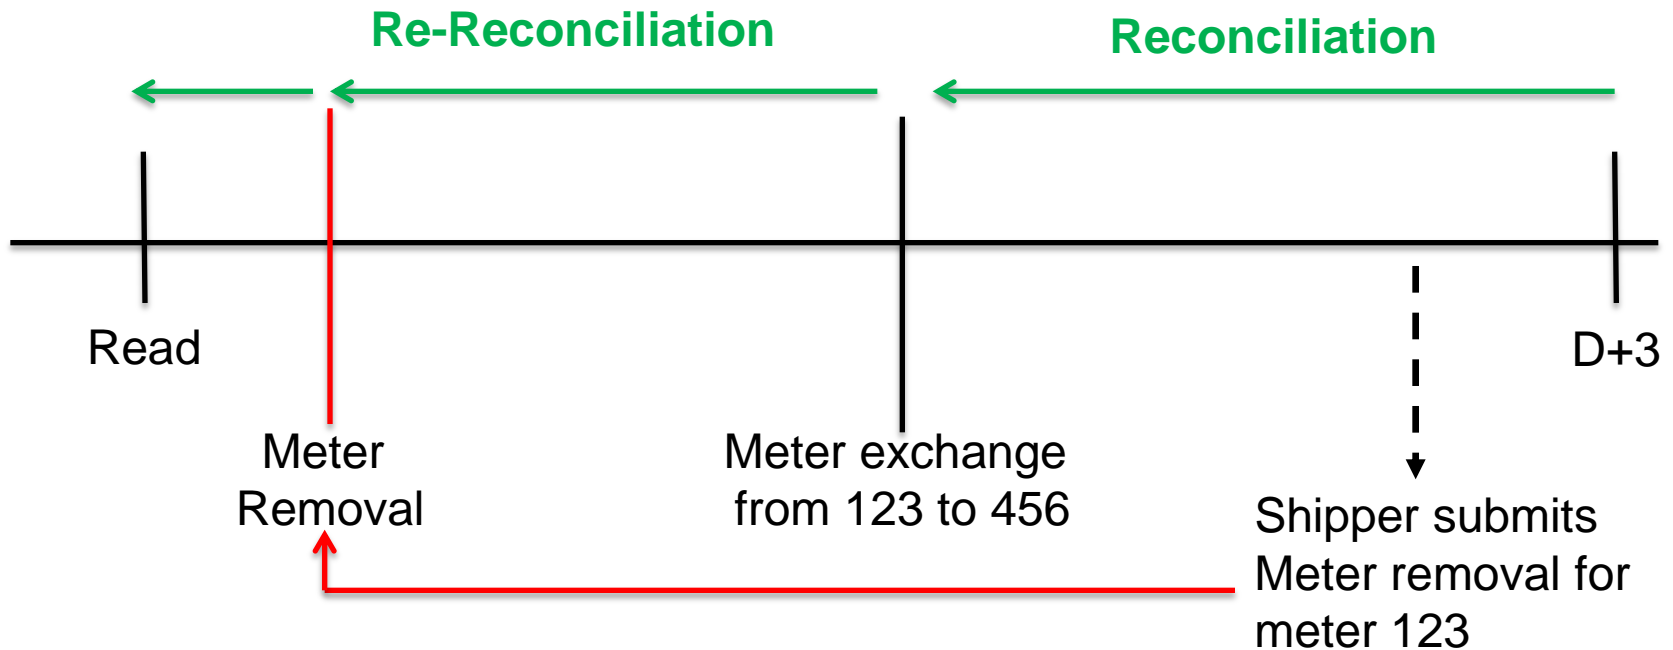 Re-Reconciliation
Reconciliation
Read
D+3
Meter
Removal
Meter exchange
from 123 to 456
Shipper submits
Meter removal for
meter 123